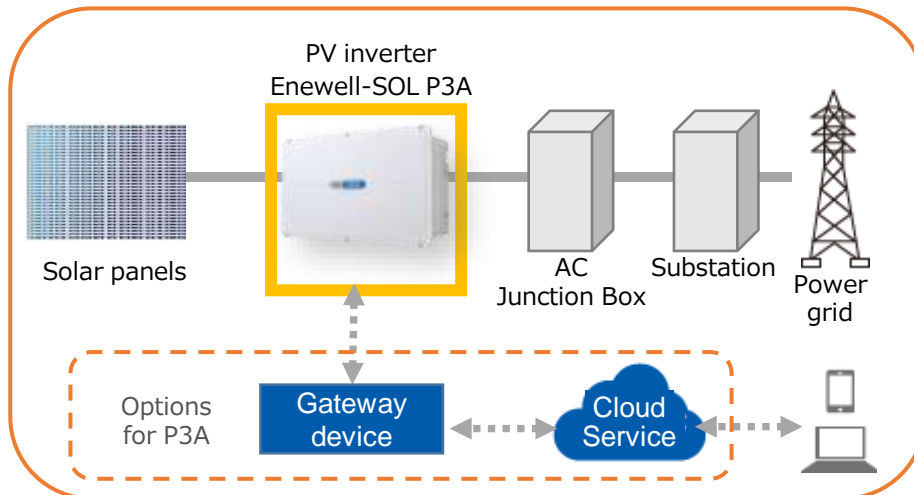 PV inverter
Enewell-SOL P3A
Solar panels
AC
Junction Box
Substation
Power
grid
Options
for P3A
Gateway
device
Cloud
Service